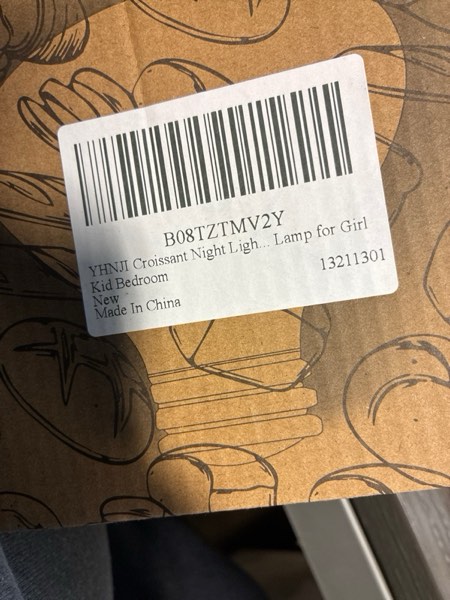 B08TZTMV2Y
YHNJI Croissant Night Ligh... Lamp for Girl
Kid Bedroom
New
13211301
Made In China